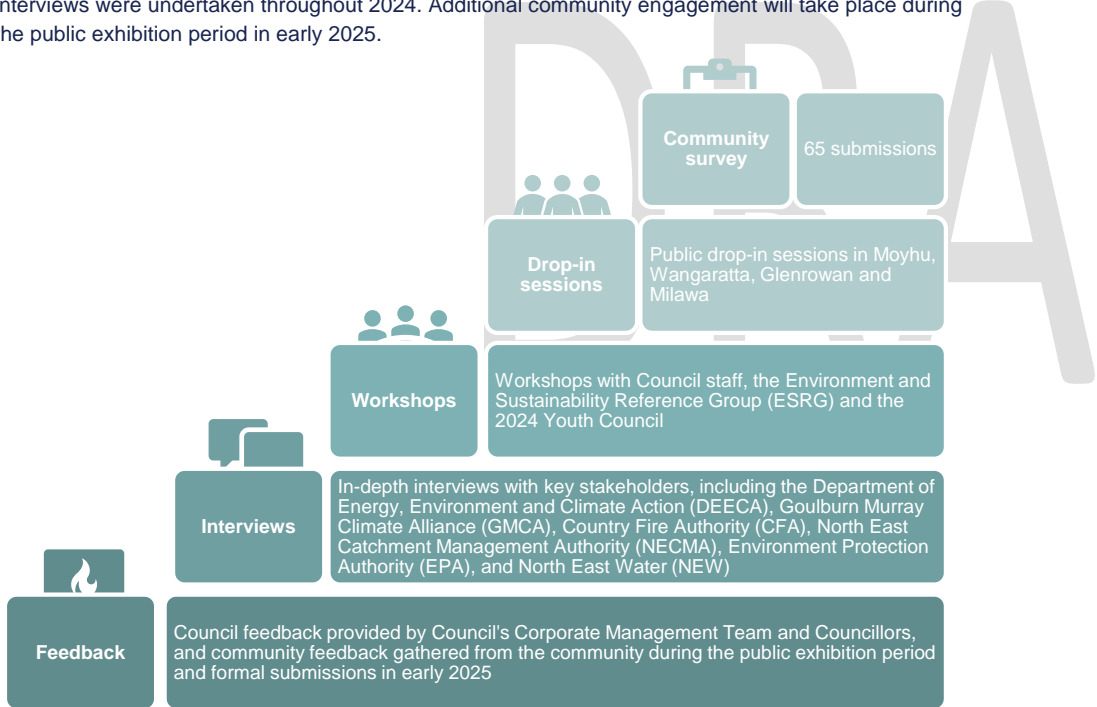 interviews were undertaken throughout 2024. Additional community engagement will take place during
the public exhibition period in early 2025.
Community
survey
65 submissions
Drop-in
sessions
Public drop-in sessions in Moyhu,
Wangaratta, Glenrowan and
Milawa
Workshops
Workshops with Council staff, the Environment and
Sustainability Reference Group (ESRG) and the
2024 Youth Council
Interviews
In-depth interviews with key stakeholders, including the Department of
Energy, Environment and Climate Action (DEECA), Goulburn Murray
Climate Alliance (GMCA), Country Fire Authority (CFA), North East
Catchment Management Authority (NECMA), Environment Protection
Authority (EPA), and North East Water (NEW)
Feedback
Council feedback provided by Council's Corporate Management Team and Councillors,
and community feedback gathered from the community during the public exhibition period
and formal submissions in early 2025
DRA